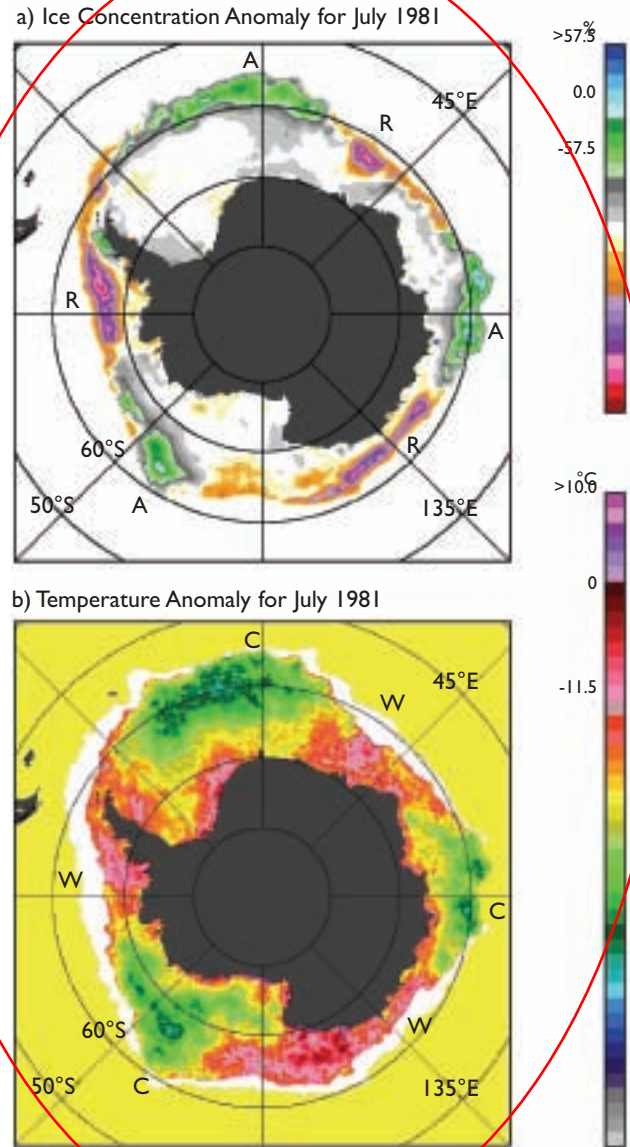 a) Ice Concentration Anomaly for July 1981
%
>57.5
0.0
-57.5
A
45°E
R
R
A
60°S
R
50°S
A
135°E
b) Temperature Anomaly for July 1981
°C
>10.0
0
-11.5
C
45°E
W
W
C
60°S
W
50°S
C
135°E